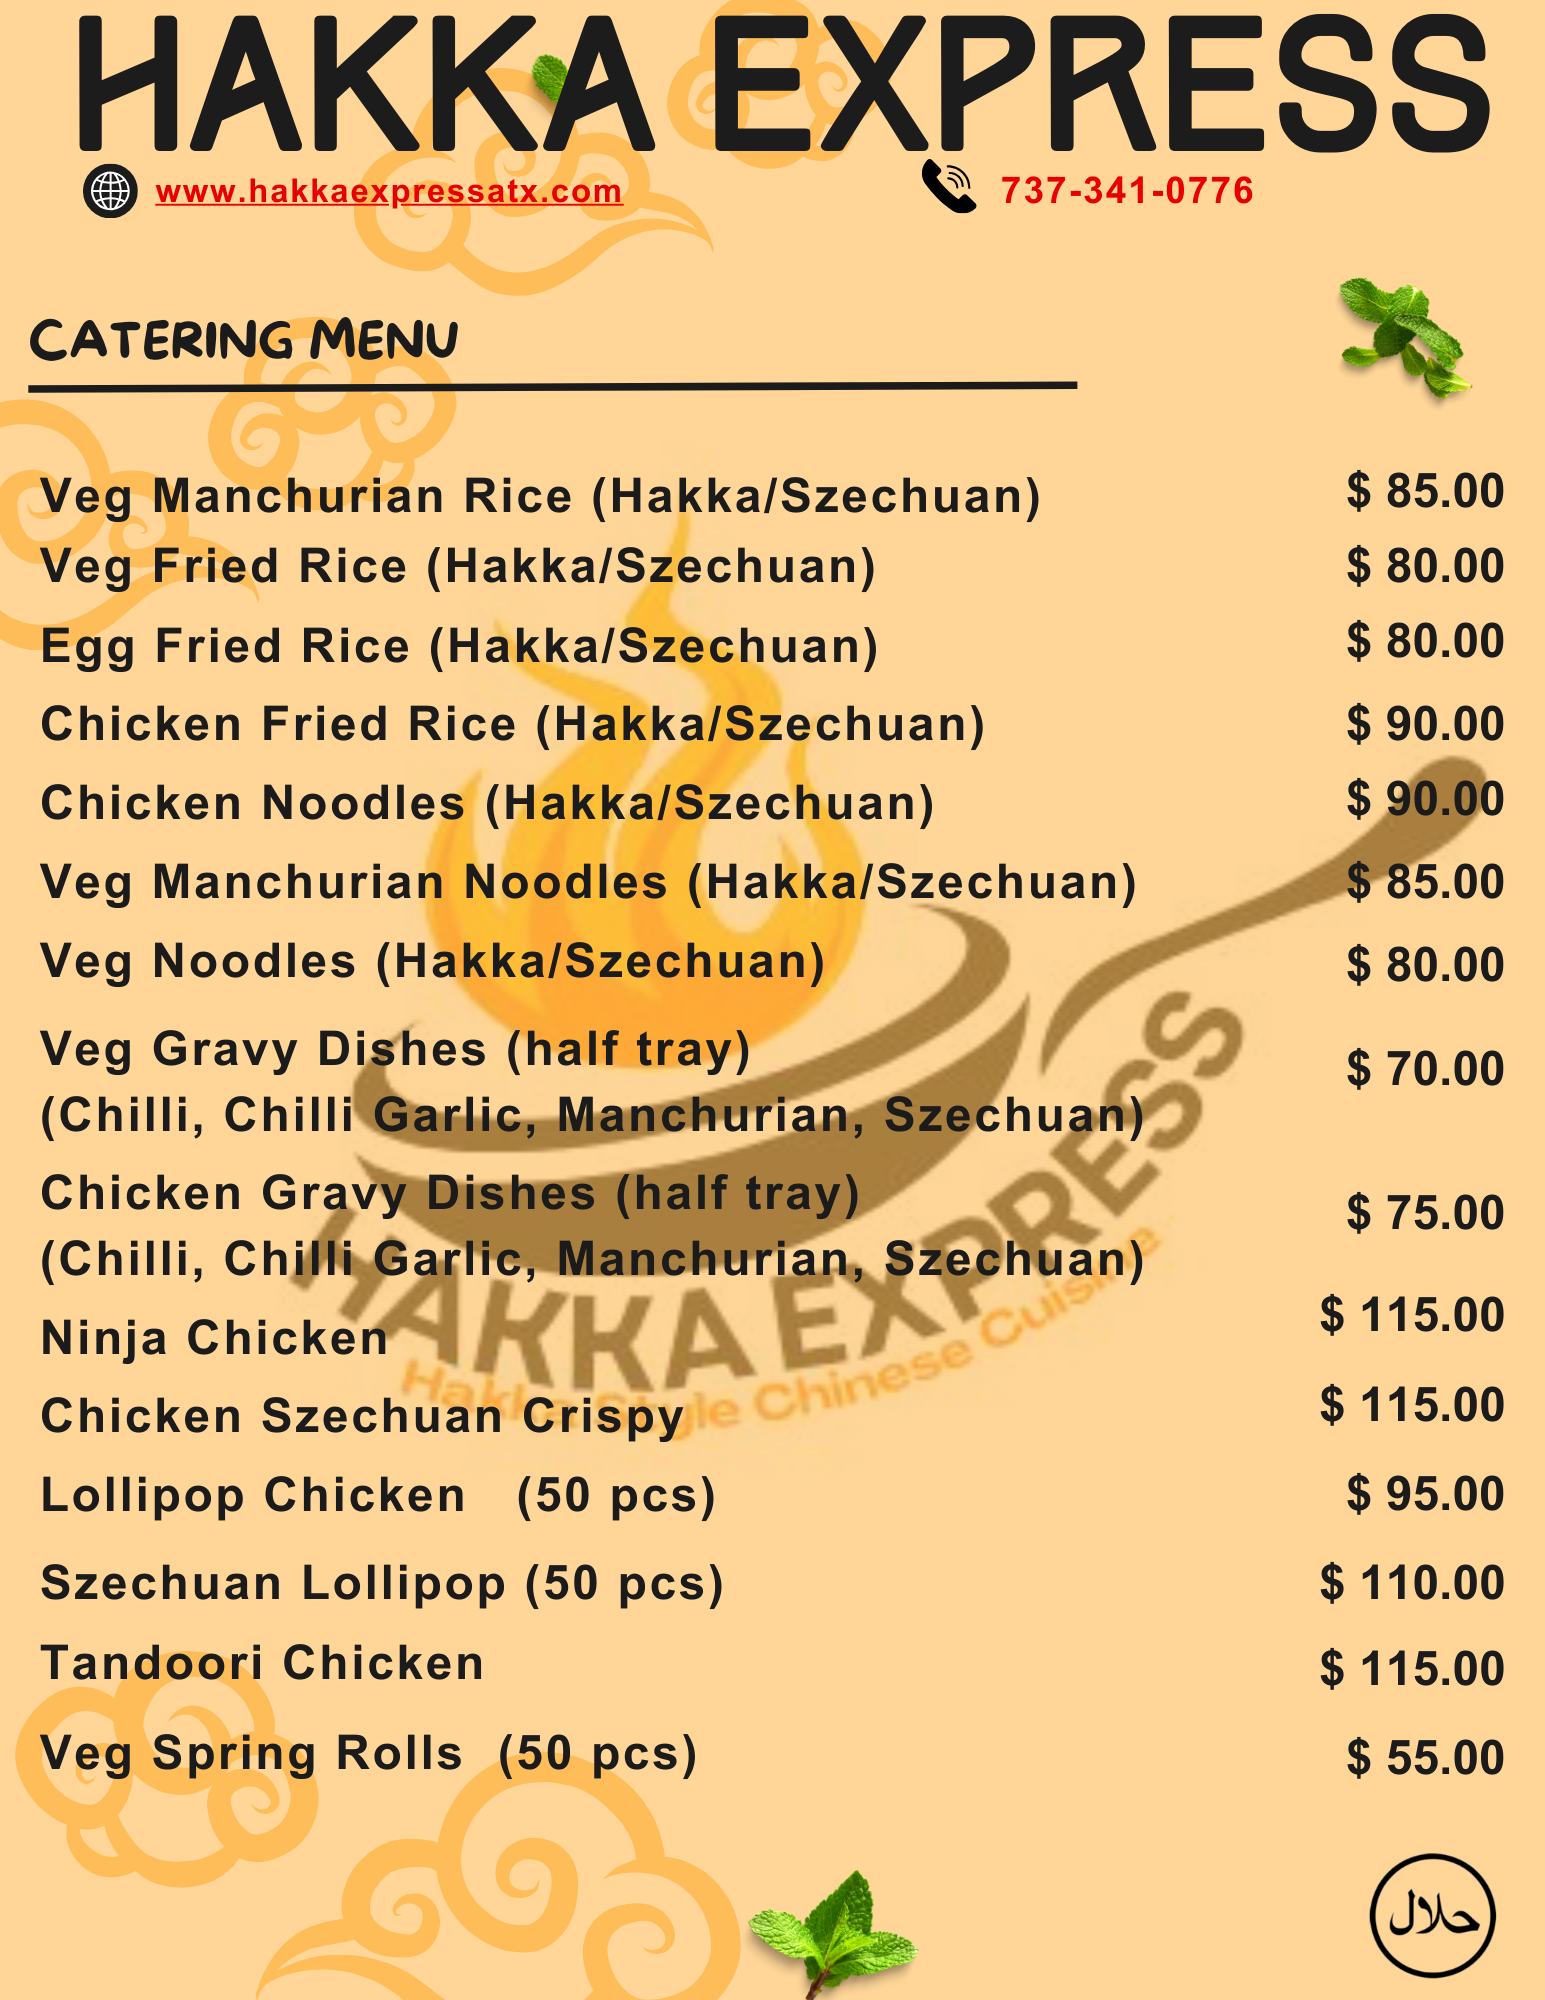 HAKKA EXPRESS
www.hakkaexpressatx.com 737-341-0776
CATERING MENU
Veg Manchurian Rice (Hakka/Szechuan) $ 85.00
Veg Fried Rice (Hakka/Szechuan) $ 80.00
Egg Fried Rice (Hakka/Szechuan) $ 80.00
Chicken Fried Rice (Hakka/Szechuan) $ 90.00
Chicken Noodles (Hakka/Szechuan) $ 90.00
Veg Manchurian Noodles (Hakka/Szechuan) $ 85.00
Veg Noodles (Hakka/Szechuan) $ 80.00
Veg Gravy Dishes (half tray) $ 70.00
(Chilli, Chilli Garlic, Manchurian, Szechuan)
Chicken Gravy Dishes (half tray) $ 75.00
(Chilli, Chilli Garlic, Manchurian, Szechuan)
Ninja Chicken $ 115.00
Chicken Szechuan Crispy $ 115.00
Lollipop Chicken (50 pcs) $ 95.00
Szechuan Lollipop (50 pcs) $ 110.00
Tandoori Chicken $ 115.00
Veg Spring Rolls (50 pcs) $ 55.00
HAKKA EXPRESS
Hakka Style Chinese Cuisine
حلال